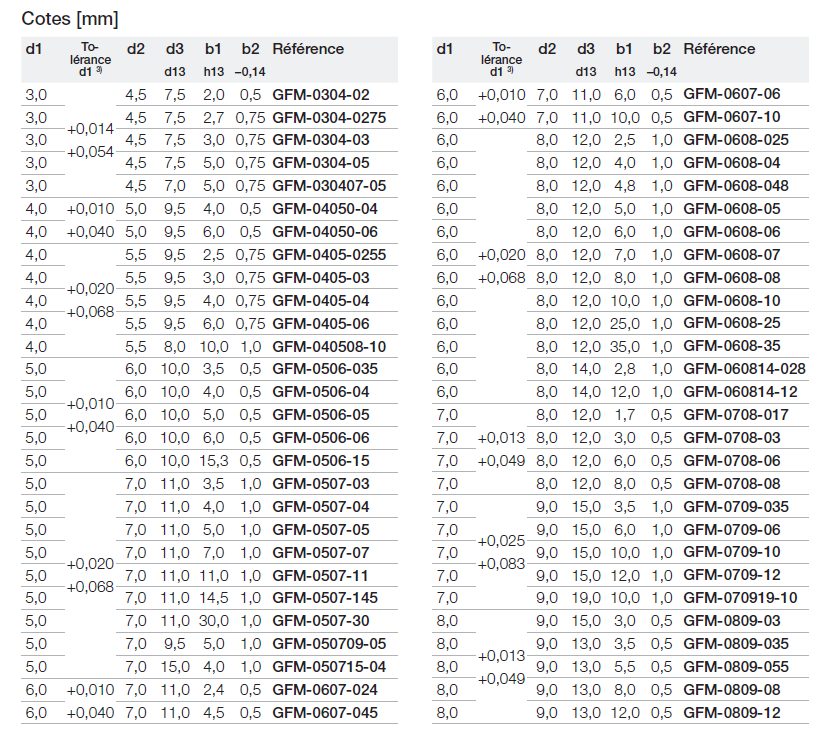 Cotes [mm]
d1 To- d2 d3 b1 b2 Référence
lérance
d1 3) d13 h13 –0,14
3,0 4,5 7,5 2,0 0,5 GFM-0304-02
3,0 4,5 7,5 2,7 0,75 GFM-0304-0275
+0,014
3,0 4,5 7,5 3,0 0,75 GFM-0304-03
+0,054
3,0 4,5 7,5 5,0 0,75 GFM-0304-05
3,0 4,5 7,0 5,0 0,75 GFM-030407-05
4,0 +0,010 5,0 9,5 4,0 0,5 GFM-04050-04
4,0 +0,040 5,0 9,5 6,0 0,5 GFM-04050-06
4,0 5,5 9,5 2,5 0,75 GFM-0405-0255
4,0 5,5 9,5 3,0 0,75 GFM-0405-03
+0,020
4,0 5,5 9,5 4,0 0,75 GFM-0405-04
+0,068
4,0 5,5 9,5 6,0 0,75 GFM-0405-06
4,0 5,5 8,0 10,0 1,0 GFM-040508-10
5,0 6,0 10,0 3,5 0,5 GFM-0506-035
5,0 6,0 10,0 4,0 0,5 GFM-0506-04
+0,010
5,0 6,0 10,0 5,0 0,5 GFM-0506-05
+0,040
5,0 6,0 10,0 6,0 0,5 GFM-0506-06
5,0 6,0 10,0 15,3 0,5 GFM-0506-15
5,0 7,0 11,0 3,5 1,0 GFM-0507-03
5,0 7,0 11,0 4,0 1,0 GFM-0507-04
5,0 7,0 11,0 5,0 1,0 GFM-0507-05
5,0 7,0 11,0 7,0 1,0 GFM-0507-07
+0,020
5,0 7,0 11,0 11,0 1,0 GFM-0507-11
+0,068
5,0 7,0 11,0 14,5 1,0 GFM-0507-145
5,0 7,0 11,0 30,0 1,0 GFM-0507-30
5,0 7,0 9,5 5,0 1,0 GFM-050709-05
5,0 7,0 15,0 4,0 1,0 GFM-050715-04
6,0 +0,010 7,0 11,0 2,4 0,5 GFM-0607-024
6,0 +0,040 7,0 11,0 4,5 0,5 GFM-0607-045
d1 To- d2 d3 b1 b2 Référence
lérance
d1 3) d13 h13 –0,14
6,0 +0,010 7,0 11,0 6,0 0,5 GFM-0607-06
6,0 +0,040 7,0 11,0 10,0 0,5 GFM-0607-10
6,0 8,0 12,0 2,5 1,0 GFM-0608-025
6,0 8,0 12,0 4,0 1,0 GFM-0608-04
6,0 8,0 12,0 4,8 1,0 GFM-0608-048
6,0 8,0 12,0 5,0 1,0 GFM-0608-05
6,0 8,0 12,0 6,0 1,0 GFM-0608-06
6,0 +0,020 8,0 12,0 7,0 1,0 GFM-0608-07
6,0 +0,068 8,0 12,0 8,0 1,0 GFM-0608-08
6,0 8,0 12,0 10,0 1,0 GFM-0608-10
6,0 8,0 12,0 25,0 1,0 GFM-0608-25
6,0 8,0 12,0 35,0 1,0 GFM-0608-35
6,0 8,0 14,0 2,8 1,0 GFM-060814-028
6,0 8,0 14,0 12,0 1,0 GFM-060814-12
7,0 8,0 12,0 1,7 0,5 GFM-0708-017
7,0 +0,013 8,0 12,0 3,0 0,5 GFM-0708-03
7,0 +0,049 8,0 12,0 6,0 0,5 GFM-0708-06
7,0 8,0 12,0 8,0 0,5 GFM-0708-08
7,0 9,0 15,0 3,5 1,0 GFM-0709-035
7,0 9,0 15,0 6,0 1,0 GFM-0709-06
+0,025
7,0 9,0 15,0 10,0 1,0 GFM-0709-10
+0,083
7,0 9,0 15,0 12,0 1,0 GFM-0709-12
7,0 9,0 19,0 10,0 1,0 GFM-070919-10
8,0 9,0 15,0 3,0 0,5 GFM-0809-03
8,0 9,0 13,0 3,5 0,5 GFM-0809-035
+0,013
8,0 9,0 13,0 5,5 0,5 GFM-0809-055
+0,049
8,0 9,0 13,0 8,0 0,5 GFM-0809-08
8,0 9,0 13,0 12,0 0,5 GFM-0809-12